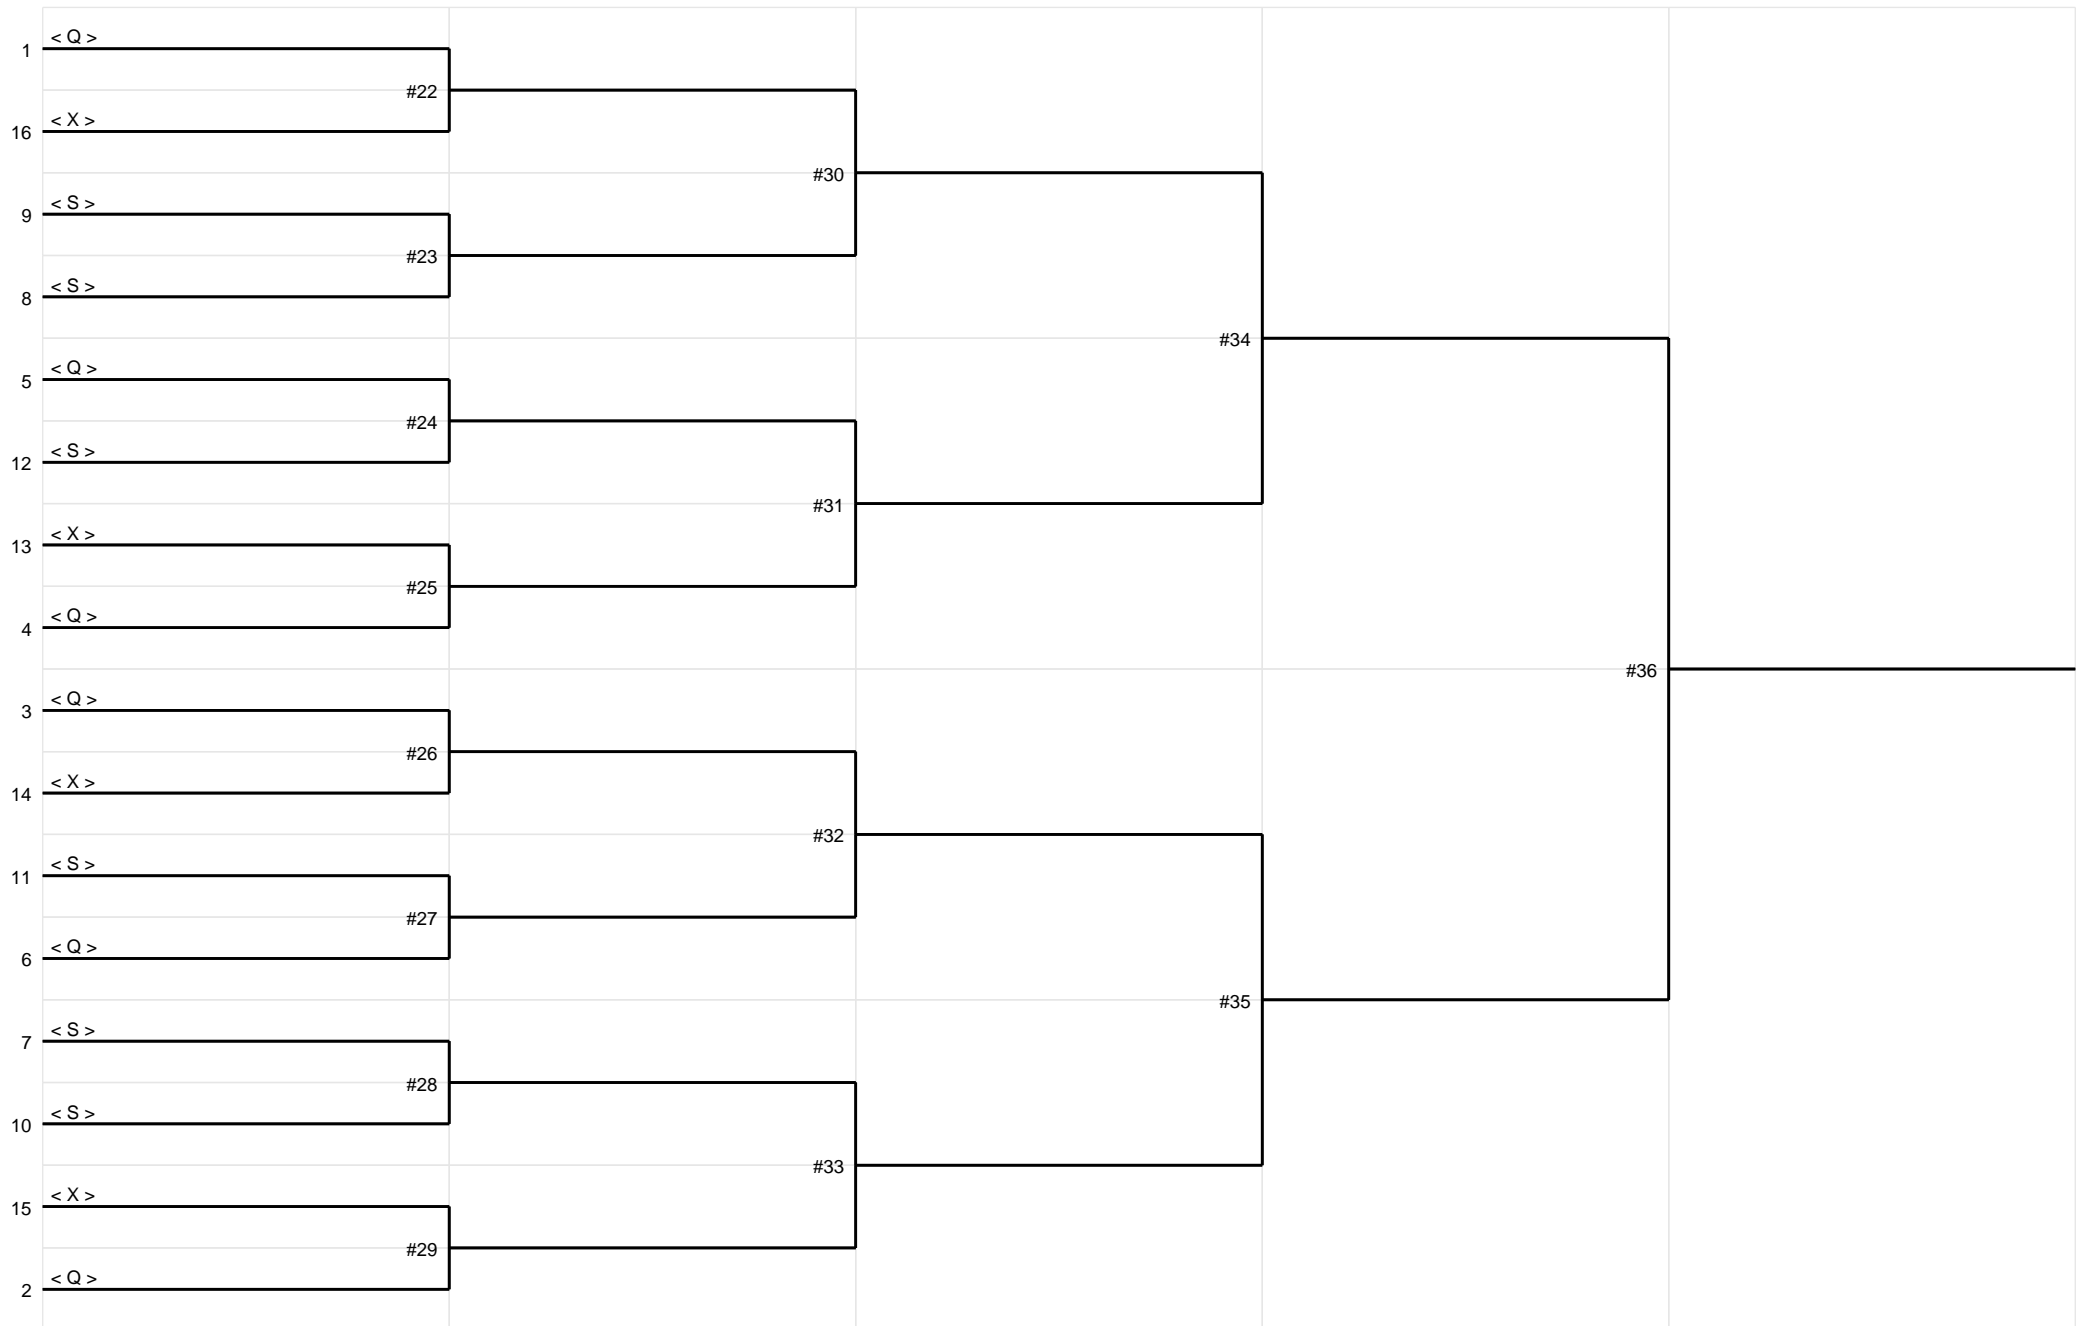 < Q >
1
#22
< X >
16
#30
< S >
9
#23
< S >
8
#34
< Q >
5
#24
< S >
12
#31
< X >
13
#25
< Q >
4
#36
< Q >
3
#26
< X >
14
#32
< S >
11
#27
< Q >
6
#35
< S >
7
#28
< S >
10
#33
< X >
15
#29
< Q >
2